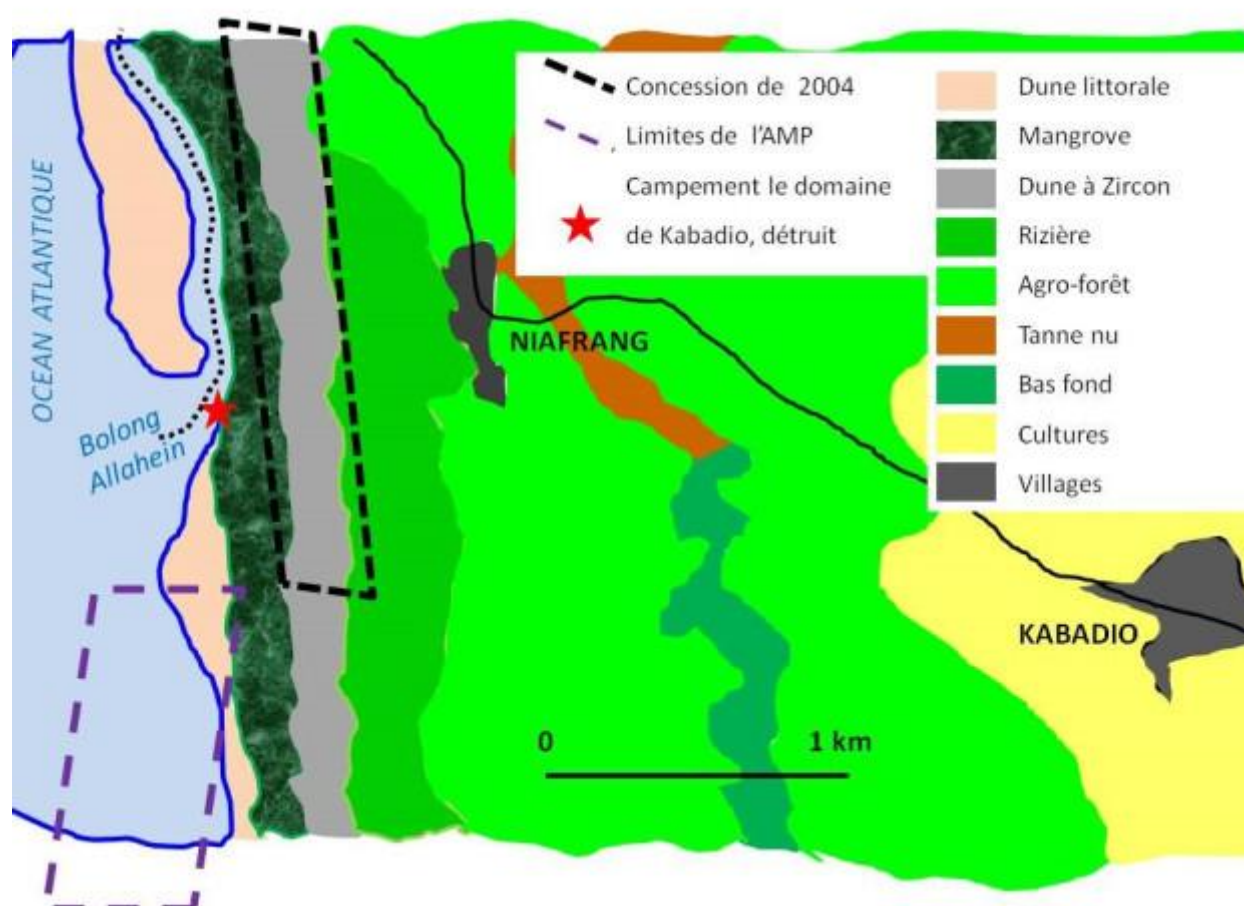 Concession de 2004
Limites de l'AMP
Campement le domaine
de Kabadio, détruit
Dune littorale
Mangrove
Dune à Zircon
Rizière
Agro-forêt
Tanne nu
Bas fond
Cultures
Villages
OCEAN ATLANTIQUE
Bolong
Allahein
NIAFRANG
KABADIO
0
1 km